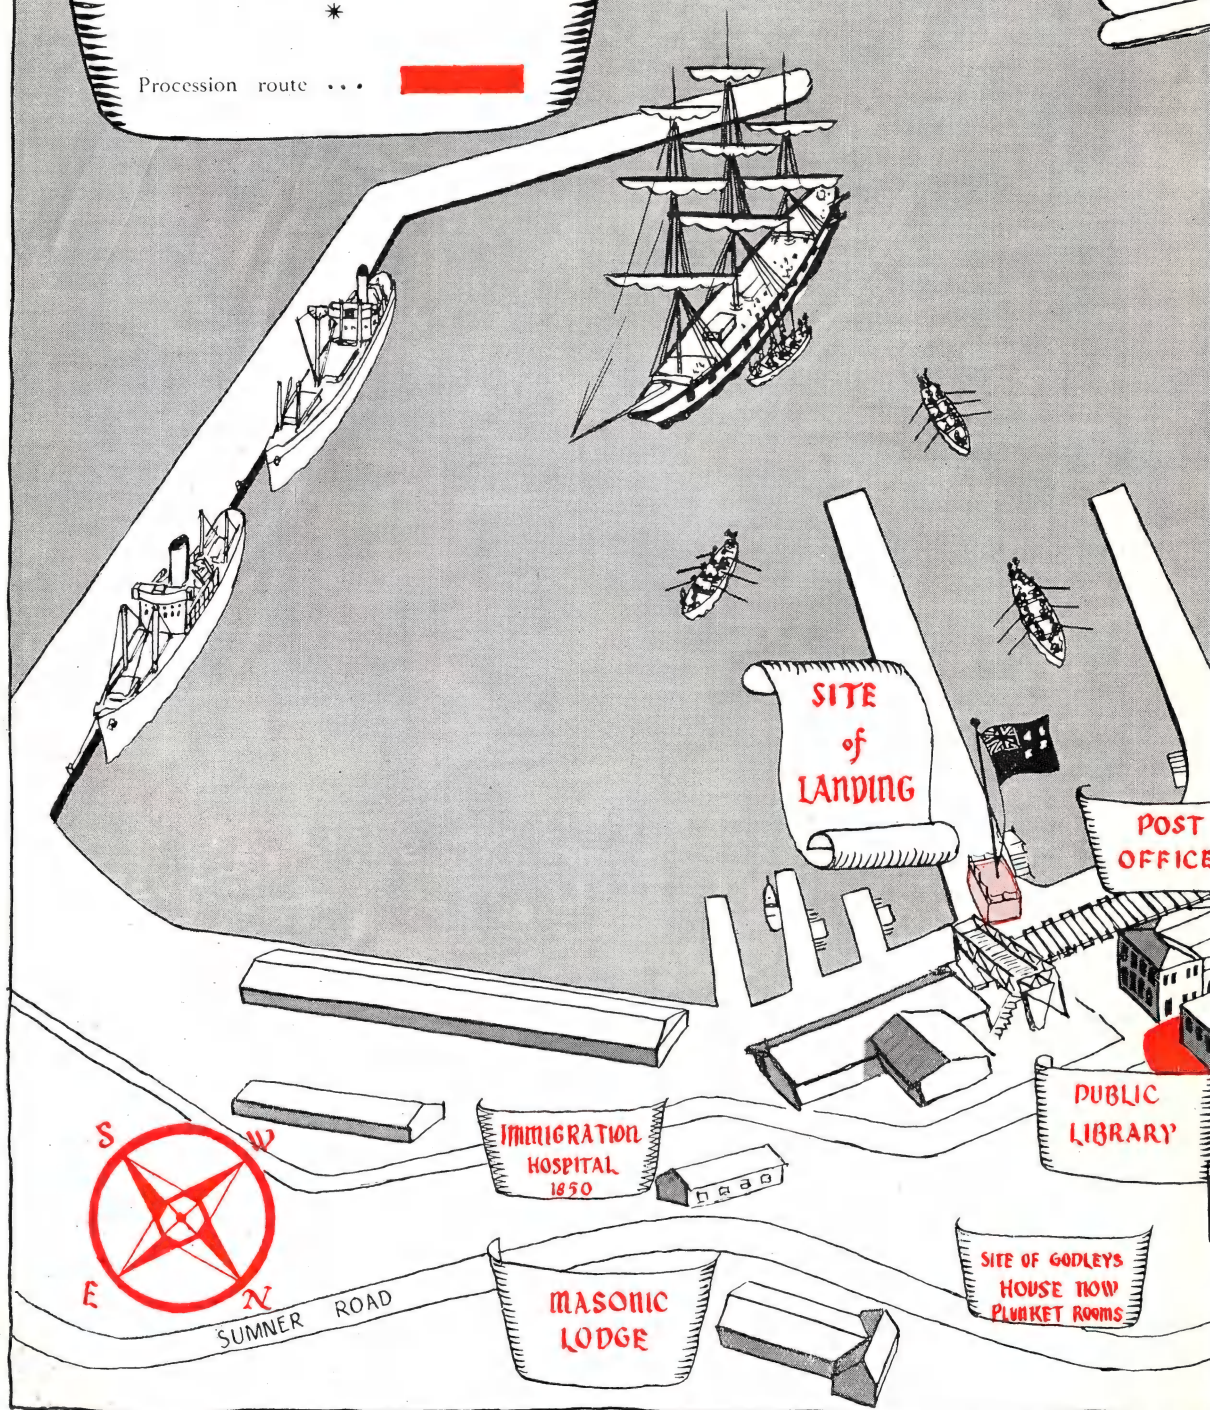 *
Procession route ...
SITE
of
LANDING
POST
OFFICE
PUBLIC
LIBRARY
IMMIGRATION
HOSPITAL
1850
S
W
E
N
SITE OF GODLEYS
HOUSE NOW
PLUNKET ROOMS
MASONIC
LODGE
SUMNER ROAD